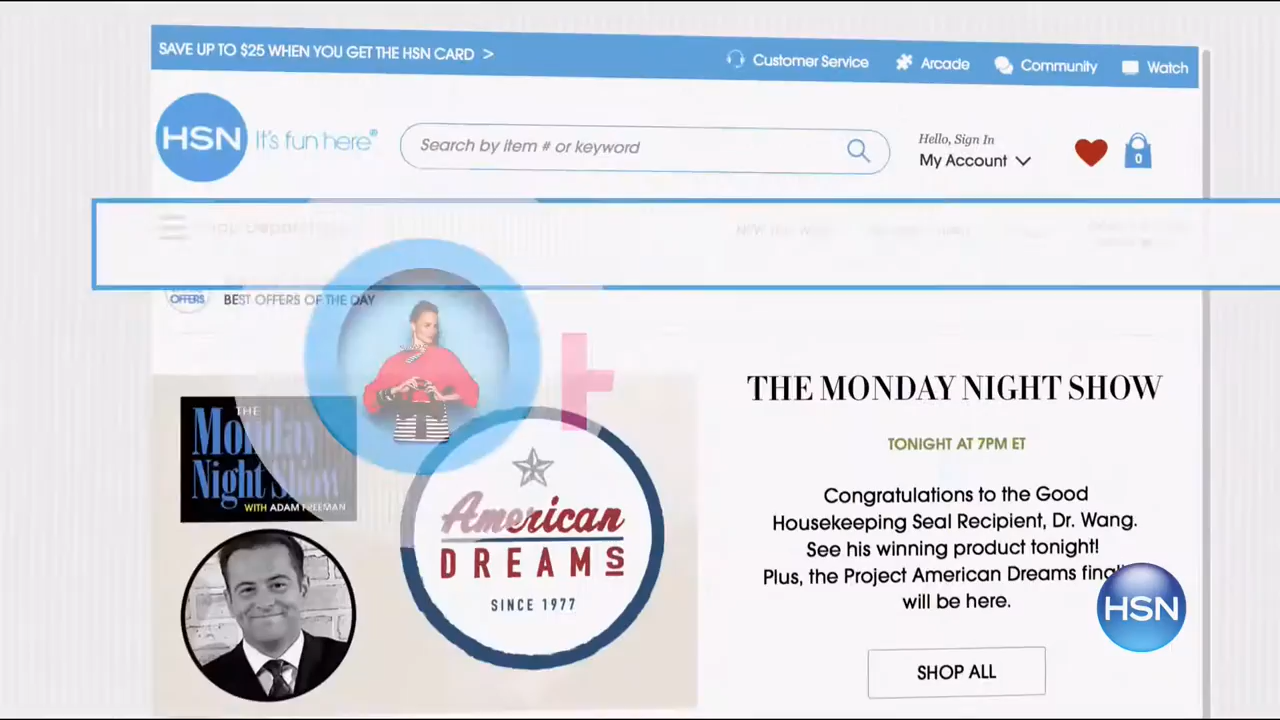 SAVE UP TO $25 WHEN YOU GET THE HSN CARD >
Customer Service
Arcade
Community
Watch
HSN
It's fun here®
Search by item # or keyword
Hello, Sign In
My Account
0
OFFERS
BEST OFFERS OF THE DAY
THE
Monday
Night Show
WITH ADAM FREEMAN
American
DREAMS
SINCE 1977
THE MONDAY NIGHT SHOW
TONIGHT AT 7PM ET
Congratulations to the Good
Housekeeping Seal Recipient, Dr. Wang.
See his winning product tonight!
Plus, the Project American Dreams final
will be here.
HSN
SHOP ALL